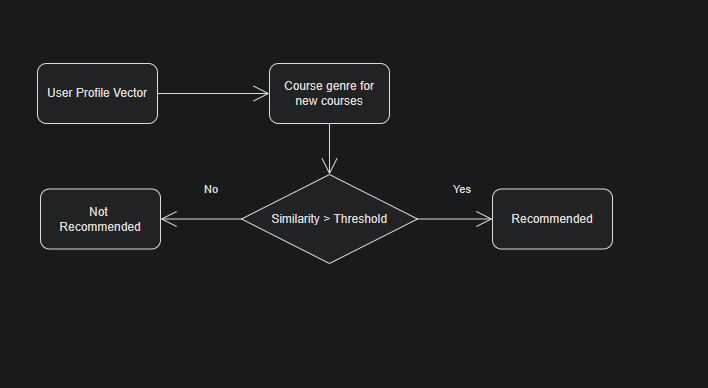 User Profile Vector
Course genre for
new courses
No
Yes
Not
Recommended
Similarity > Threshold
Recommended